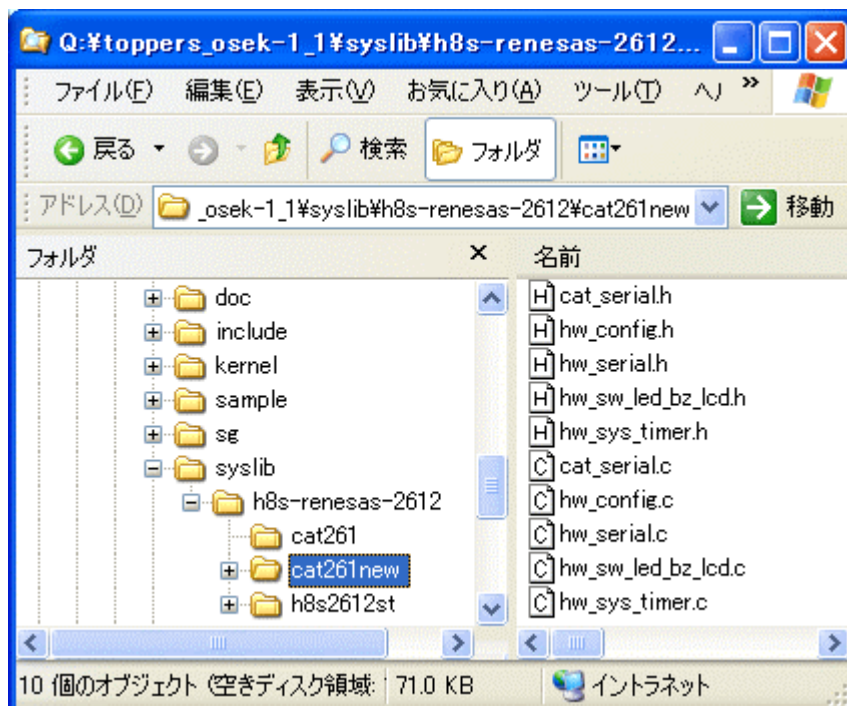 Q:¥toppers_osek-1_1¥syslib¥h8s-renesas-2612...
ファイル(F) 編集(E) 表示(V) お気に入り(A) ツール(T) ヘノ »
戻る 検索 フォルダ
アドレス(D) _osek-1_1¥syslib¥h8s-renesas-2612¥cat261new 移動
フォルダ × 名前
doc
include
kernel
sample
sg
syslib
h8s-renesas-2612
cat261
cat261new
h8s2612st
cat_serial.h
hw_config.h
hw_serial.h
hw_sw_led_bz_lcd.h
hw_sys_timer.h
cat_serial.c
hw_config.c
hw_serial.c
hw_sw_led_bz_lcd.c
hw_sys_timer.c
10 個のオブジェクト (空きディスク領域: 71.0 KB イントラネット